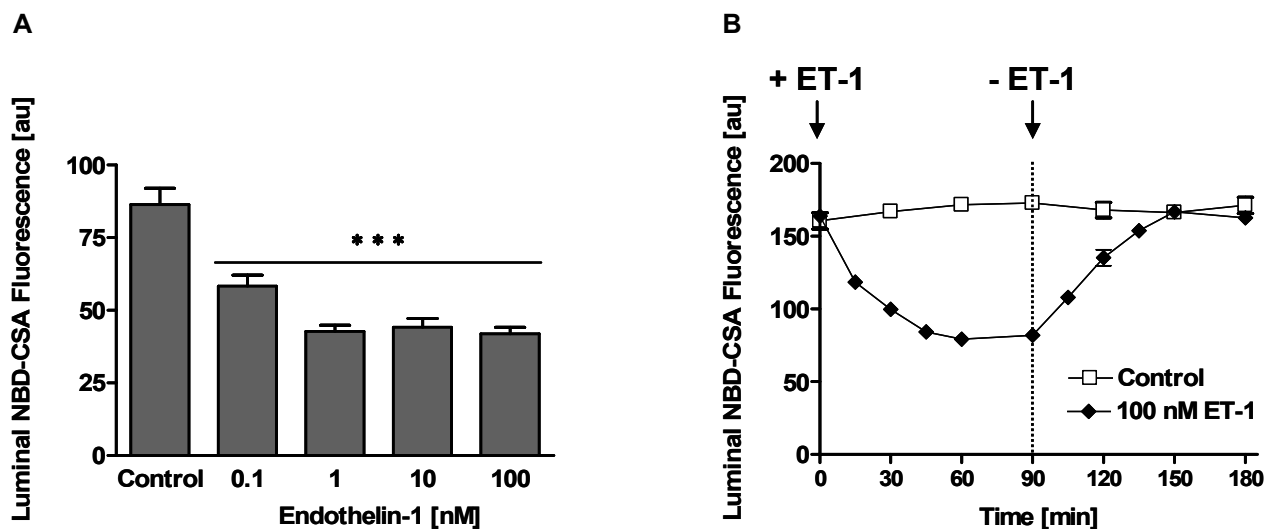 A
Luminal NBD-CSA Fluorescence [au]
100
75
50
25
0
***
Control 0.1 1 10 100
Endothelin-1 [nM]
B
+ ET-1 - ET-1
Luminal NBD-CSA Fluorescence [au]
200
150
100
50
0
Control
100 nM ET-1
0 30 60 90 120 150 180
Time [min]